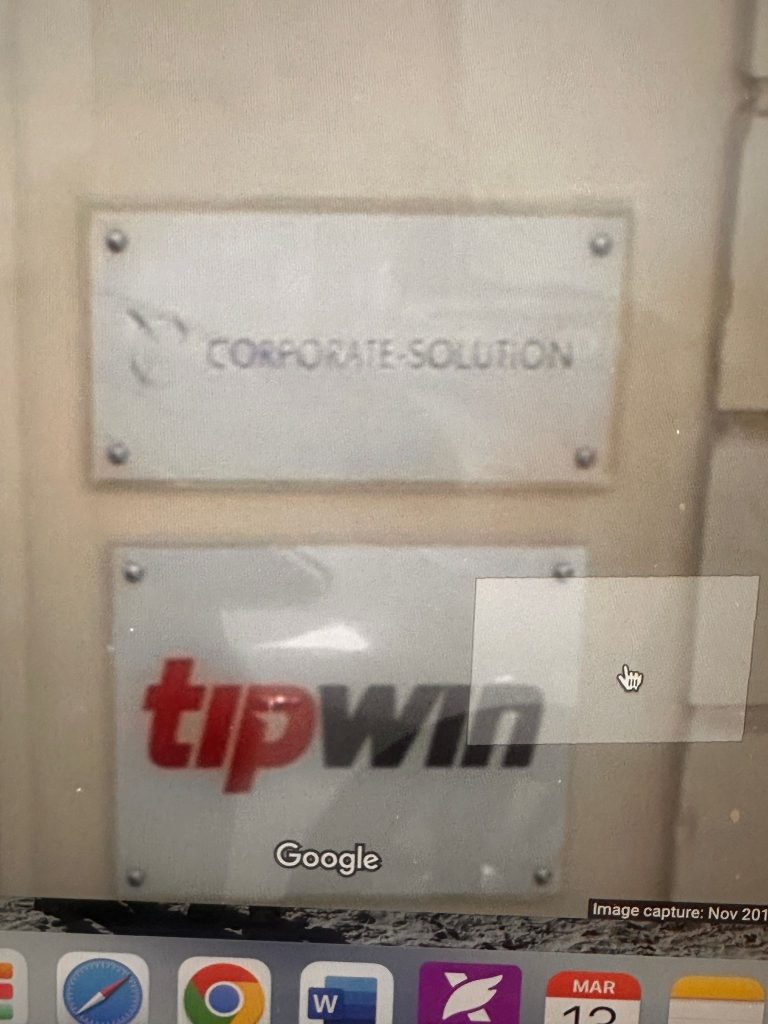 CORPORATE-SOLUTION
tipwin
Google
Image capture: Nov 201
W
MAR